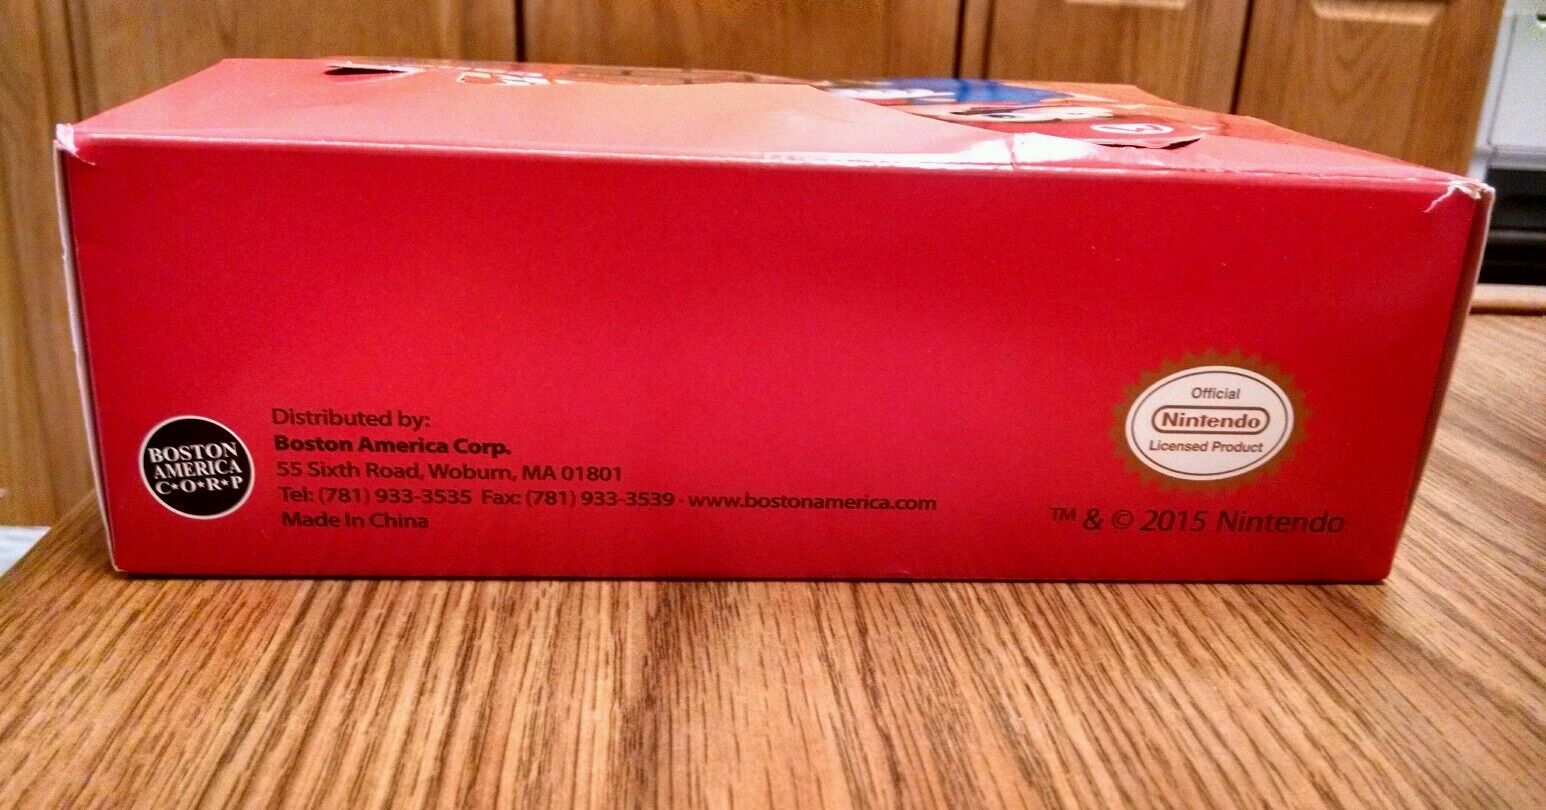 BOSTON
AMERICA
C★O★R★P
Distributed by:
Boston America Corp.
55 Sixth Road, Woburn, MA 01801
Tel: (781) 933-3535 Fax: (781) 933-3539 · www.bostonamerica.com
Made In China
Official
Nintendo
Licensed Product
TM & © 2015 Nintendo